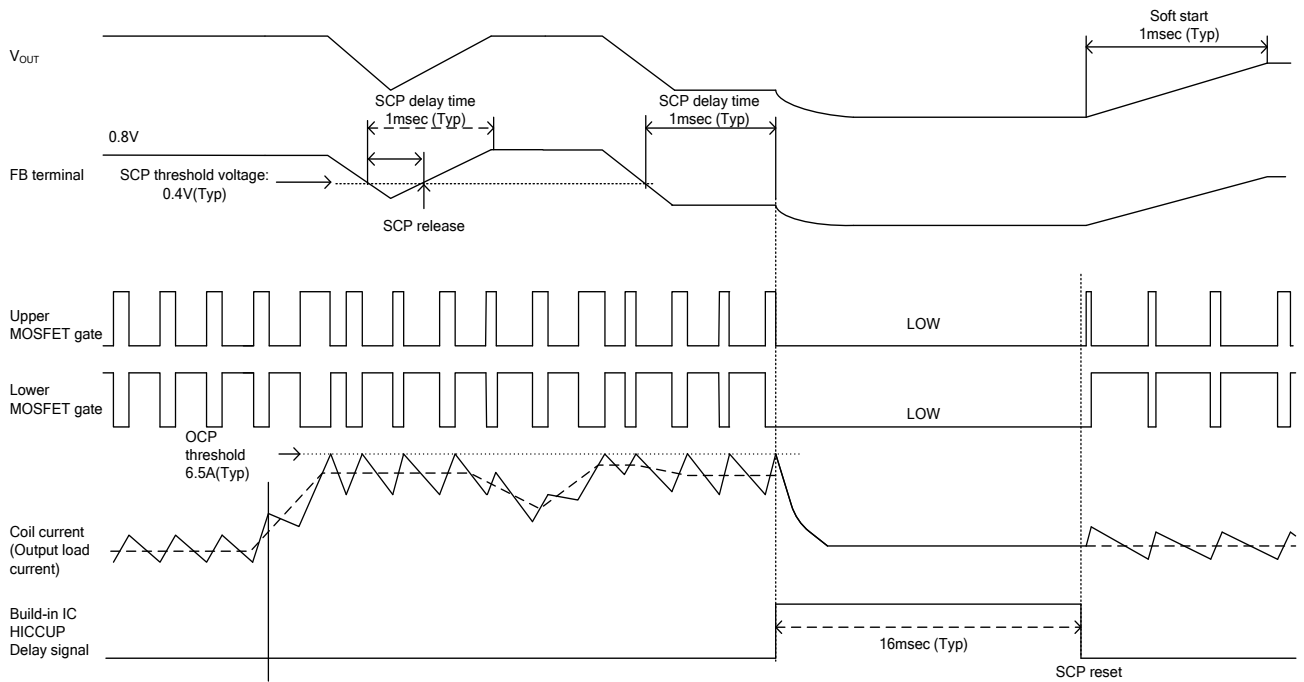 Soft start
1msec (Typ)
VOUT
SCP delay time
1msec (Typ)
SCP delay time
1msec (Typ)
0.8V
FB terminal
SCP threshold voltage:
0.4V(Typ)
SCP release
Upper
MOSFET gate
LOW
Lower
MOSFET gate
LOW
OCP
threshold
6.5A(Typ)
Coil current
(Output load
current)
Build-in IC
HICCUP
Delay signal
16msec (Typ)
SCP reset